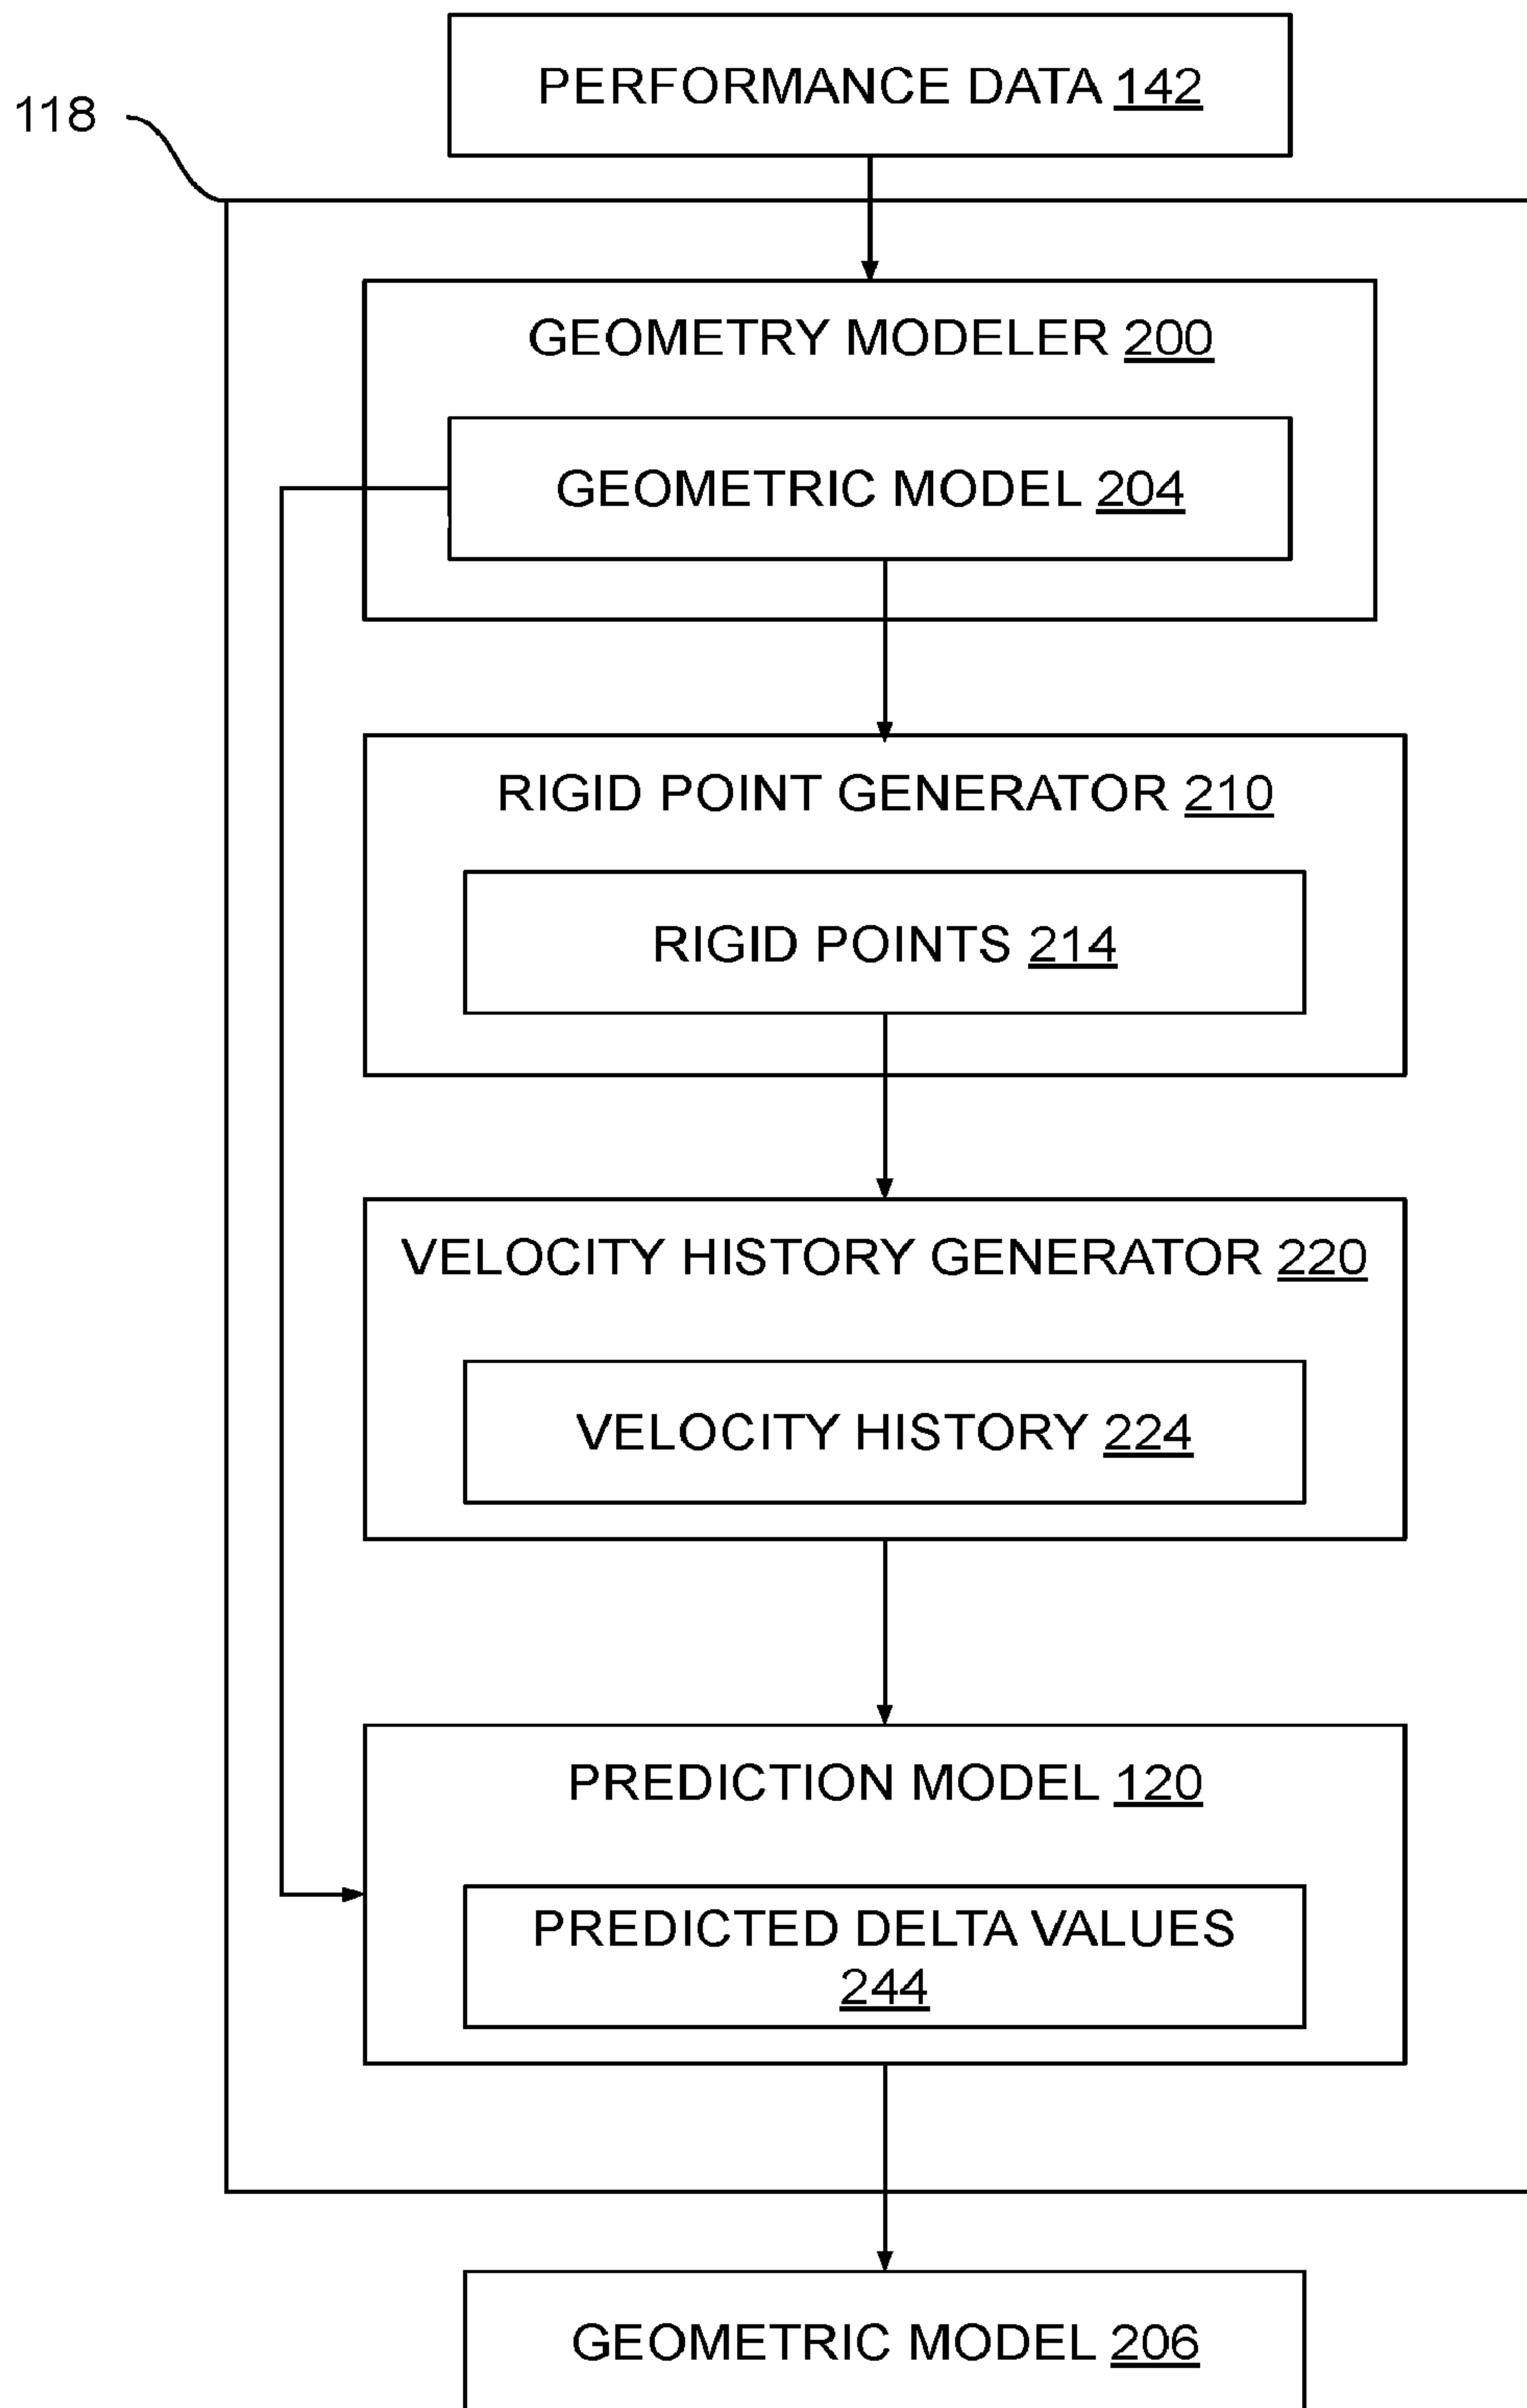 PERFORMANCE DATA 142
118
GEOMETRY MODELER 200
GEOMETRIC MODEL 204
RIGID POINT GENERATOR 210
RIGID POINTS 214
VELOCITY HISTORY GENERATOR 220
VELOCITY HISTORY 224
PREDICTION MODEL 120
PREDICTED DELTA VALUES
244
GEOMETRIC MODEL 206